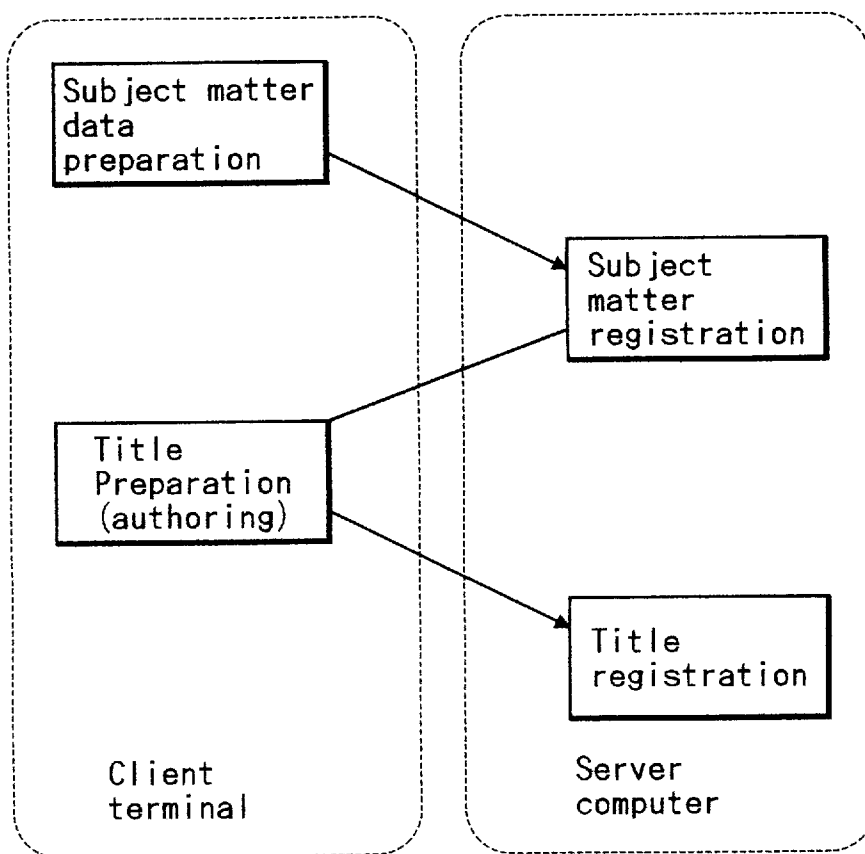 Subject matter
data
preparation
Subject
matter
registration
Title
Preparation
(authoring)
Title
registration
Client
terminal
Server
computer